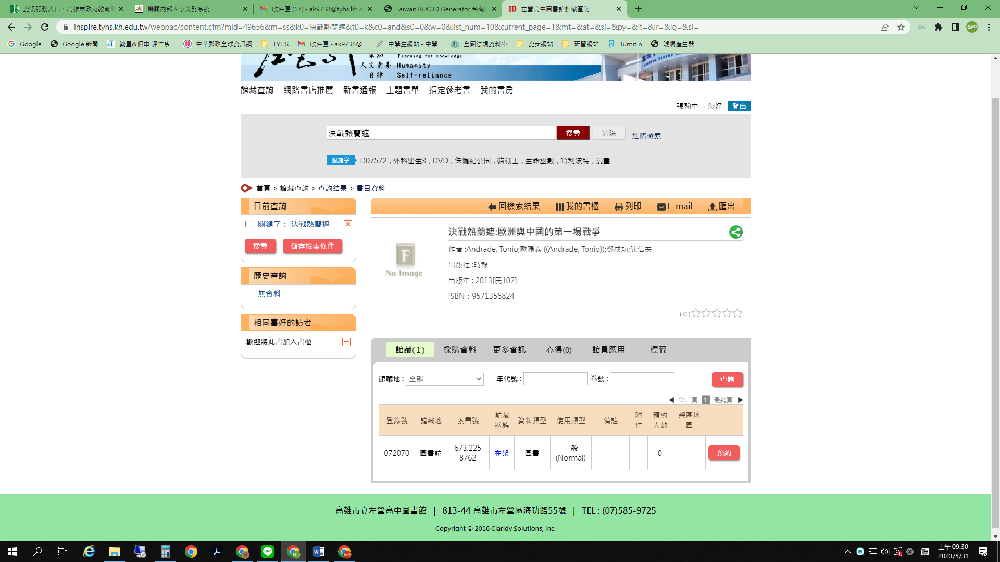 資訊服務入口：高雄市政府教育局
機關內部人事業務系統
收件匣 (17) - ak9738@tyhs.kh.e
Taiwan ROC ID Generator 台灣
ID 左營高中圖書館館藏查詢
inspire.tyhs.kh.edu.tw/webpac/content.cfm?mid=49656&m=ss&k0=決戰熱蘭遮&t0=k&c0=and&s0=0&w=0&list_num=10&current_page=1&mt=&at=&sj=&py=&it=&lr=&lg=&si=
翰中
Google
Google 新聞
繁星&個申 評估系...
中華郵政全球資訊網
TYHS
收件匣 - ak9738@...
中學生網站 - 中學...
全國法規資料庫
資安網站
研習網站
Turnitin
唬爛產生器
求知 Yearning for knowledge
人文素養 Humanity
自律 Self-reliance
館藏查詢 網路書店推薦 新書通報 主題書單 指定參考書 我的書房
張翰中 ，您好 登出
決戰熱蘭遮 搜尋 清除 進階檢索
關鍵字 D07572 , 外科醫生3 , DVD , 侏儸紀公園 , 貓戰士 , 生命靈數 , 哈利波特 , 漫畫
首頁 > 館藏查詢 > 查詢結果 > 書目資料
目前查詢
關鍵字： 決戰熱蘭遮
搜尋 儲存檢索條件
歷史查詢
無資料
相同喜好的讀者
歡迎將此書加入書櫃
回檢索結果 我的書櫃 列印 E-mail 匯出
F
No Image
決戰熱蘭遮:歐洲與中國的第一場戰爭
作者 :Andrade, Tonio;歐陽泰 ((Andrade, Tonio));鄭成功;陳信宏
出版社 :時報
出版年 : 2013[民102]
ISBN：9571356824
( 0 )
館藏( 1 ) 採購資料 更多資訊 心得(0) 館員應用 標籤
館藏地 : 全部 年代號 : 卷號 : 查詢
第一頁 1 最終頁
登錄號 館藏地 索書號 館藏狀態 資料類型 使用類型 備註 附件 預約人數 架區地圖
072070 圖書館 673.225 8762 在架 圖書 一般 (Normal) 0 預約
高雄市立左營高中圖書館 | 813-44 高雄市左營區海功路55號 | TEL : (07)585-9725
Copyright © 2016 Claridy Solutions, Inc.
上午 09:30
2023/5/31